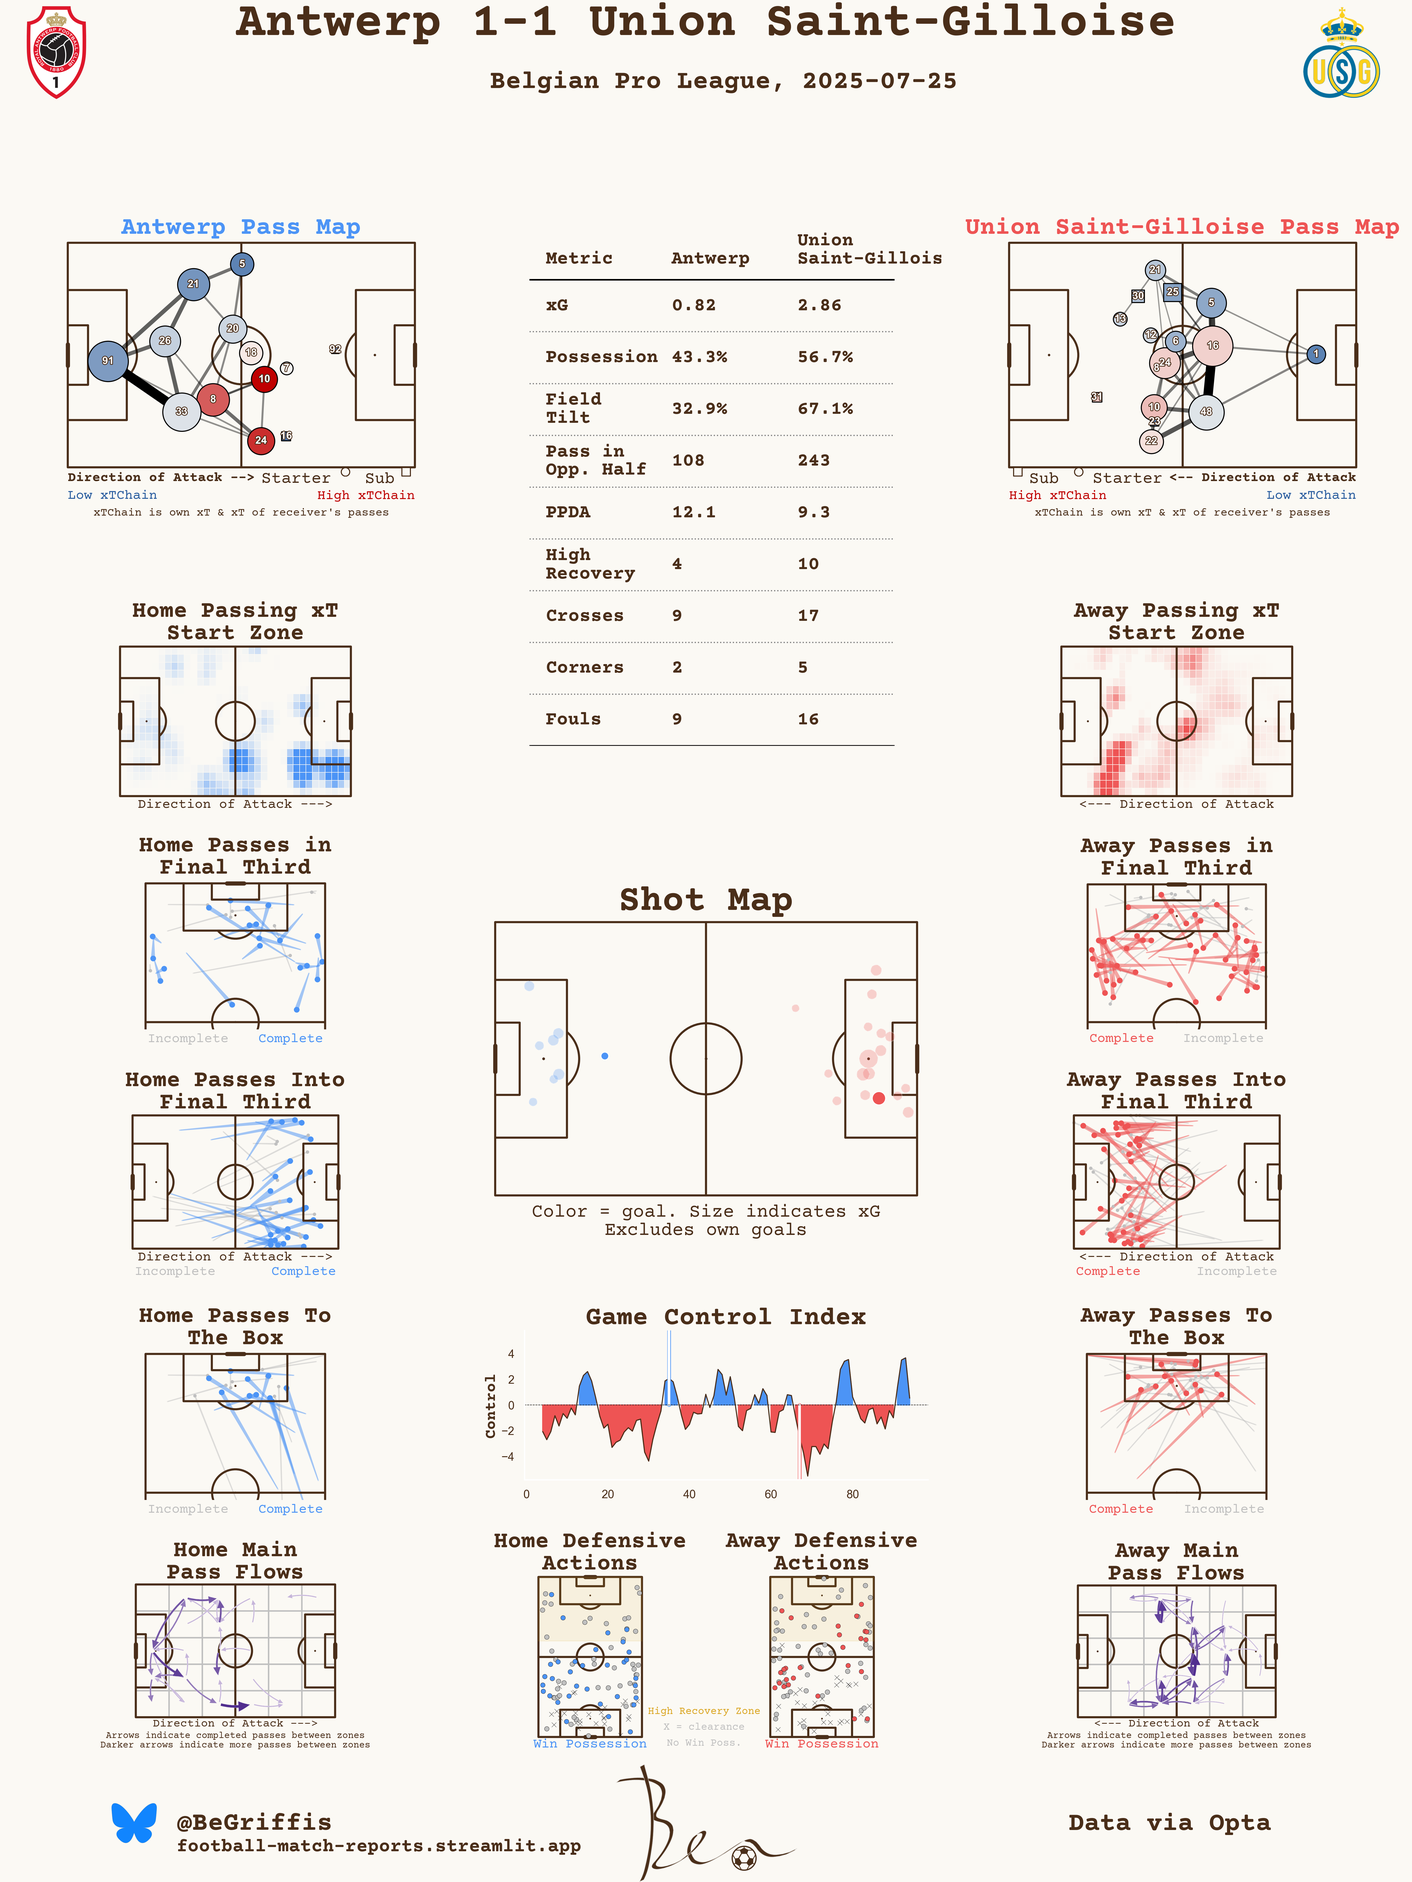 Antwerp 1-1 Union Saint-Gilloise
Belgian Pro League, 2025-07-25
1
USG
Antwerp Pass Map
5
21
20
26
18
91
7
92
10
8
33
24
16
Direction of Attack --> Starter Sub
Low xTChain High xTChain
xTChain is own xT & xT of receiver's passes
Metric Antwerp Union Saint-Gillois
xG 0.82 2.86
Possession 43.3% 56.7%
Field Tilt 32.9% 67.1%
Pass in Opp. Half 108 243
PPDA 12.1 9.3
High Recovery 4 10
Crosses 9 17
Corners 2 5
Fouls 9 16
Union Saint-Gilloise Pass Map
21
30
25
5
13
12
6
16
1
24
8
31
10
48
23
22
Sub Starter <-- Direction of Attack
High xTChain Low xTChain
xTChain is own xT & xT of receiver's passes
Home Passing xT
Start Zone
Direction of Attack --->
Away Passing xT
Start Zone
<--- Direction of Attack
Home Passes in
Final Third
Incomplete Complete
Shot Map
Color = goal. Size indicates xG
Excludes own goals
Away Passes in
Final Third
Complete Incomplete
Home Passes Into
Final Third
Direction of Attack --->
Incomplete Complete
Away Passes Into
Final Third
<--- Direction of Attack
Complete Incomplete
Home Passes To
The Box
Incomplete Complete
Game Control Index
Control
4
2
0
−2
−4
0 20 40 60 80
Away Passes To
The Box
Complete Incomplete
Home Main
Pass Flows
Direction of Attack --->
Arrows indicate completed passes between zones
Darker arrows indicate more passes between zones
Home Defensive
Actions
Win Possession
High Recovery Zone
X = clearance
No Win Poss.
Away Defensive
Actions
Win Possession
Away Main
Pass Flows
<--- Direction of Attack
Arrows indicate completed passes between zones
Darker arrows indicate more passes between zones
@BeGriffis
football-match-reports.streamlit.app
Ben
Data via Opta